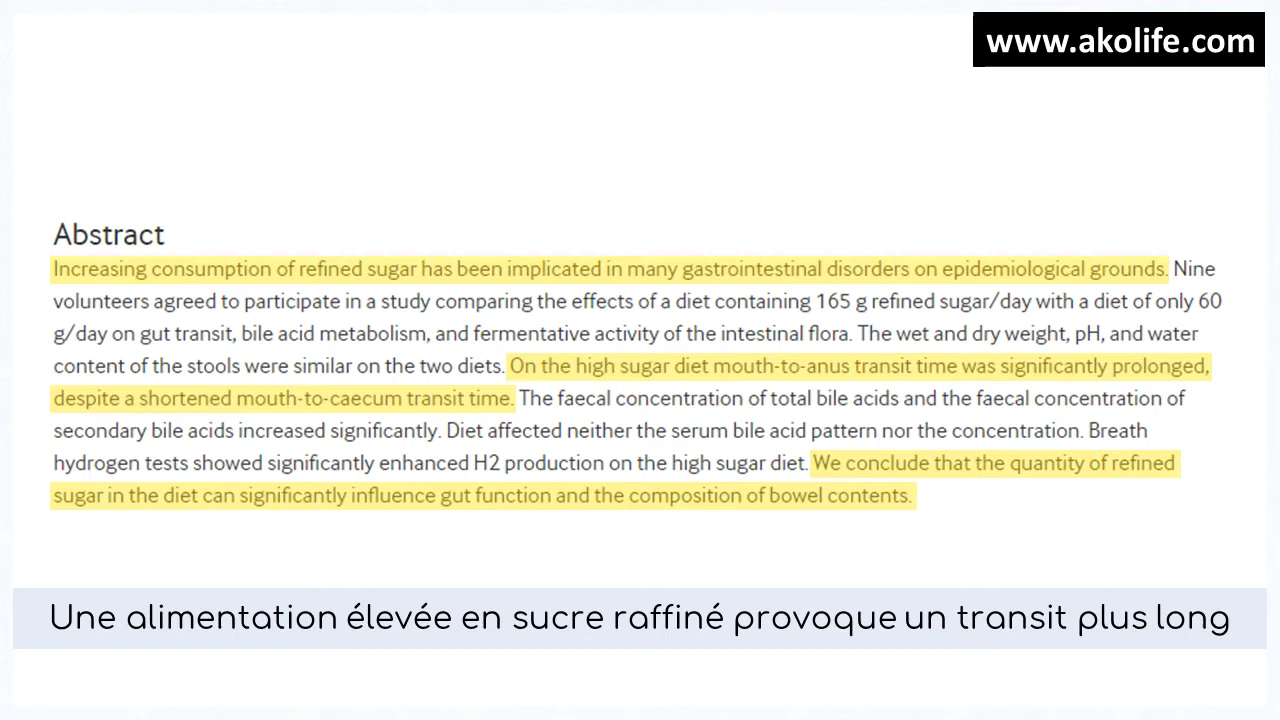 www.akolife.com
Abstract
Increasing consumption of refined sugar has been implicated in many gastrointestinal disorders on epidemiological grounds. Nine
volunteers agreed to participate in a study comparing the effects of a diet containing 165 g refined sugar/day with a diet of only 60
g/day on gut transit, bile acid metabolism, and fermentative activity of the intestinal flora. The wet and dry weight, pH, and water
content of the stools were similar on the two diets. On the high sugar diet mouth-to-anus transit time was significantly prolonged,
despite a shortened mouth-to-caecum transit time. The faecal concentration of total bile acids and the faecal concentration of
secondary bile acids increased significantly. Diet affected neither the serum bile acid pattern nor the concentration. Breath
hydrogen tests showed significantly enhanced H2 production on the high sugar diet. We conclude that the quantity of refined
sugar in the diet can significantly influence gut function and the composition of bowel contents.
Une alimentation élevée en sucre raffiné provoque un transit plus long